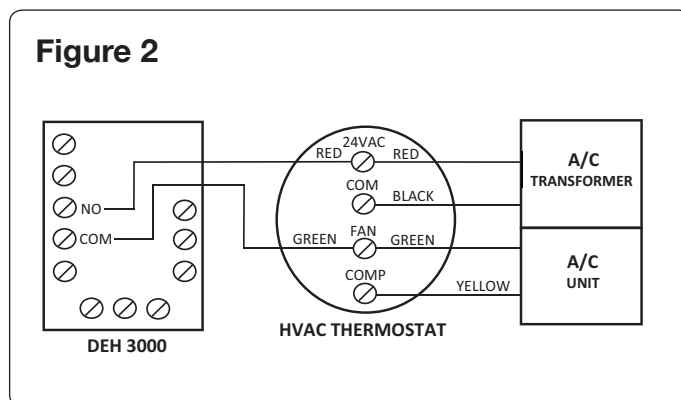 Figure 2
24VAC
RED
RED
A/C
TRANSFORMER
COM
BLACK
NO
COM
FAN
GREEN
GREEN
A/C
UNIT
COMP
YELLOW
HVAC THERMOSTAT
DEH 3000